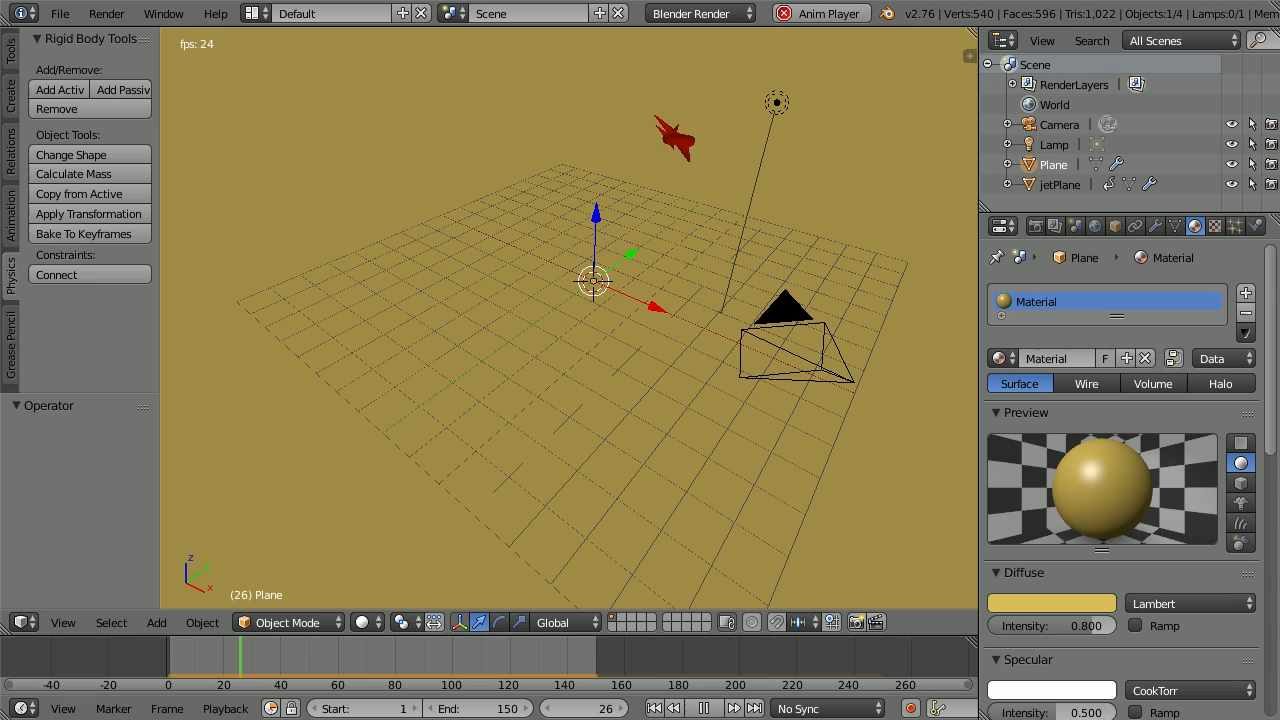 File Render Window Help Default Scene Blender Render Anim Player v2.76 | Verts:540 | Faces:596 | Tris:1,022 | Objects:1/4 | Lamps:0/1 | Mem
Tools
Create
Relations
Animation
Physics
Grease Pencil
Rigid Body Tools
Add/Remove:
Add Activ Add Passiv
Remove
Object Tools:
Change Shape
Calculate Mass
Copy from Active
Apply Transformation
Bake To Keyframes
Constraints:
Connect
Operator
fps: 24
z
y
x
(26) Plane
View Select Add Object Object Mode Global
-40 -20 0 20 40 60 80 100 120 140 160 180 200 220 240 260
View Marker Frame Playback Start: 1 End: 150 26 No Sync
View Search All Scenes
Scene
RenderLayers
World
Camera
Lamp
Plane
jetPlane
Plane Material
Material
Material F Data
Surface Wire Volume Halo
Preview
Diffuse
Lambert
Intensity: 0.800 Ramp
Specular
CookTorr
Intensity: 0.500 Ramp